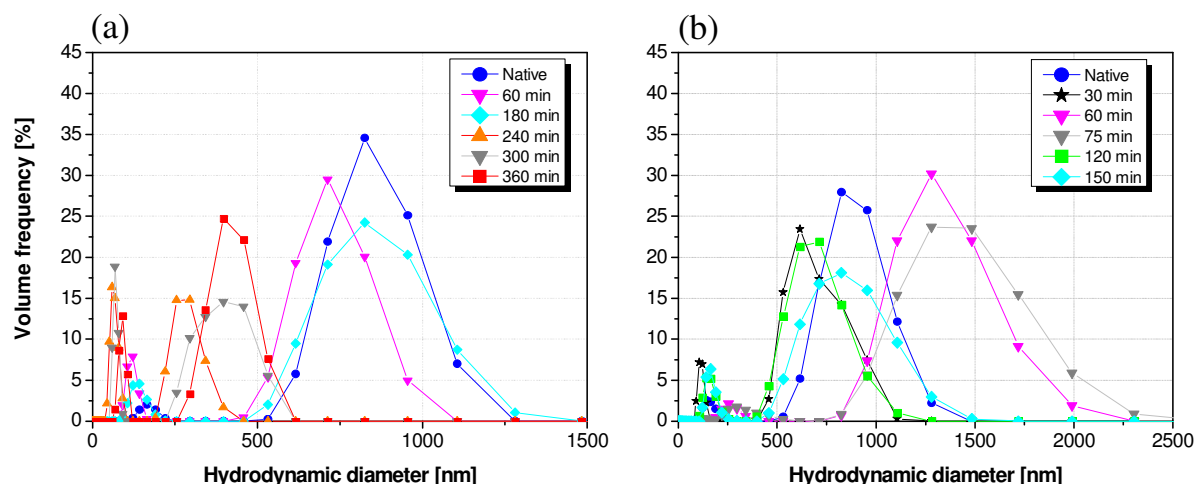 (a)
(b)
45
40
35
30
25
20
15
10
5
0
Volume frequency [%]
Native
60 min
180 min
240 min
300 min
360 min
0
500
1000
1500
Hydrodynamic diameter [nm]
45
40
35
30
25
20
15
10
5
0
Native
30 min
60 min
75 min
120 min
150 min
0
500
1000
1500
2000
2500
Hydrodynamic diameter [nm]